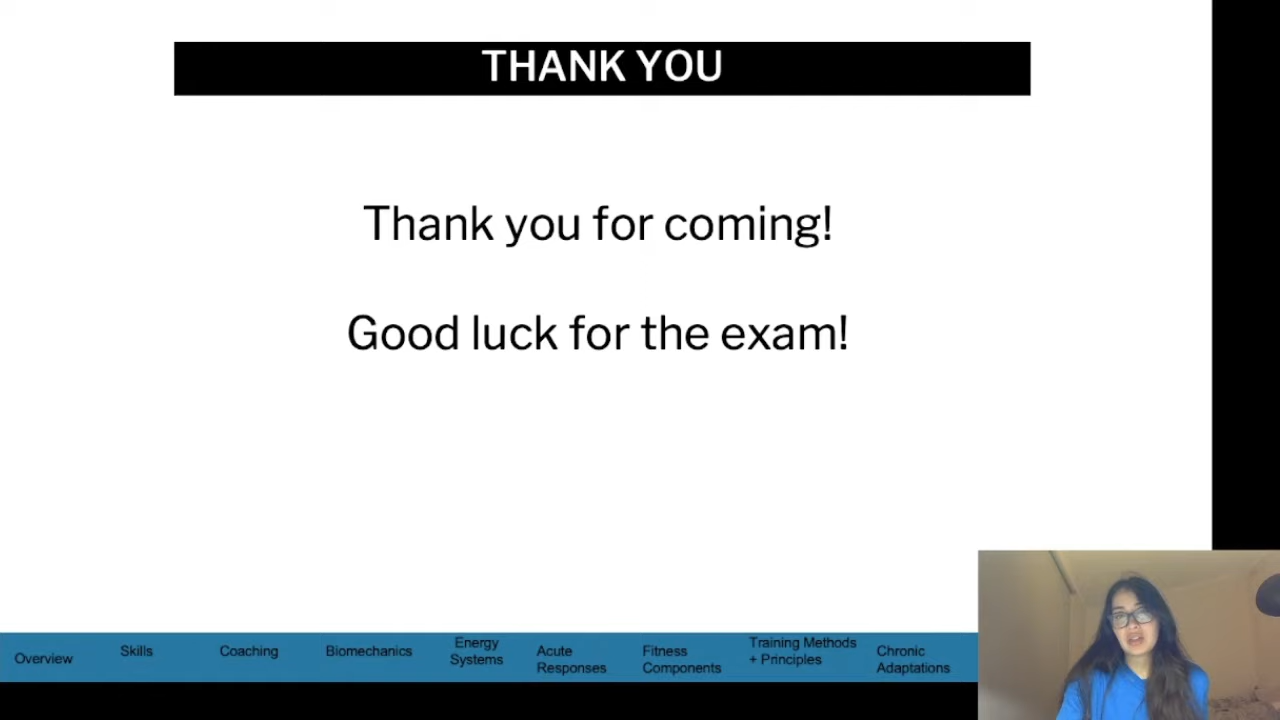 THANK YOU
Thank you for coming!
Good luck for the exam!
Overview
Skills
Coaching
Biomechanics
Energy
Systems
Acute
Responses
Fitness
Components
Training Methods
+ Principles
Chronic
Adaptations